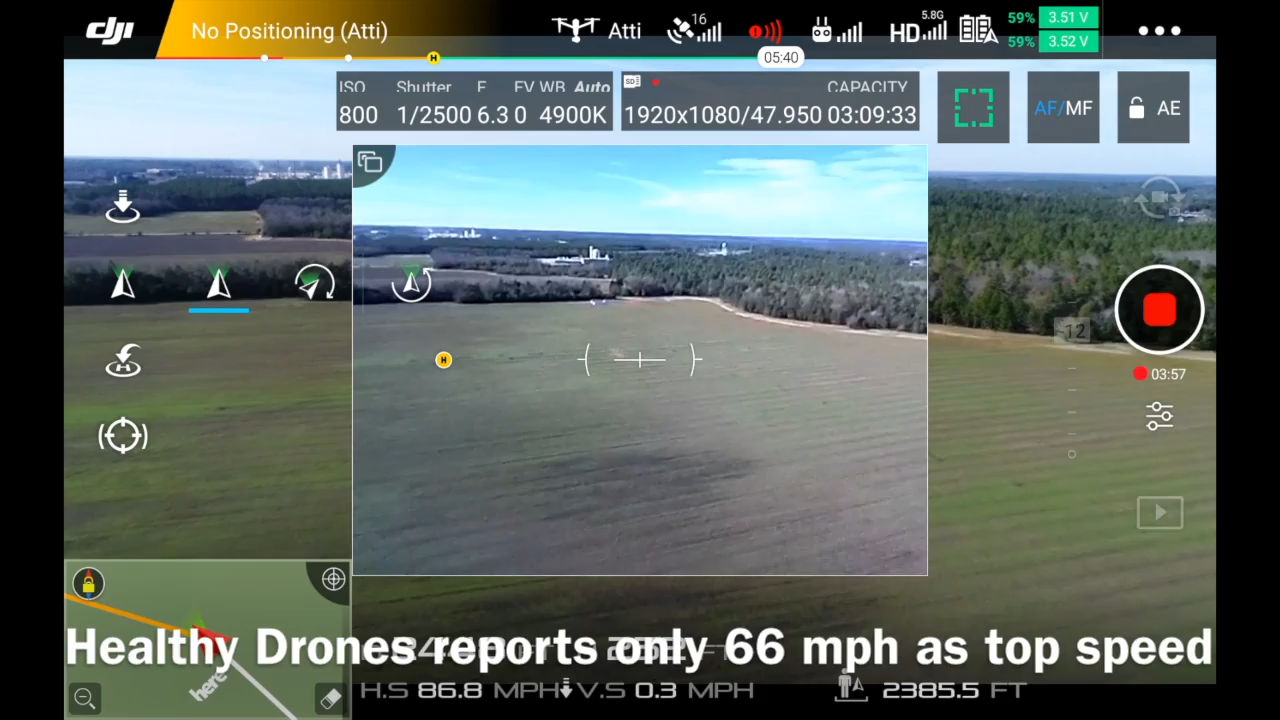 dji
No Positioning (Atti)
Atti
16
HD 5.8G
59% 3.51 V
59% 3.52 V
H
05:40
ISO Shutter F EV WB Auto
800 1/2500 6.3 0 4900K
SD
CAPACITY
1920x1080/47.950 03:09:33
AF/MF
AE
H
-12
03:57
Healthy Drones reports only 66 mph as top speed
here
H.S 86.8 MPH V.S 0.3 MPH 2385.5 FT